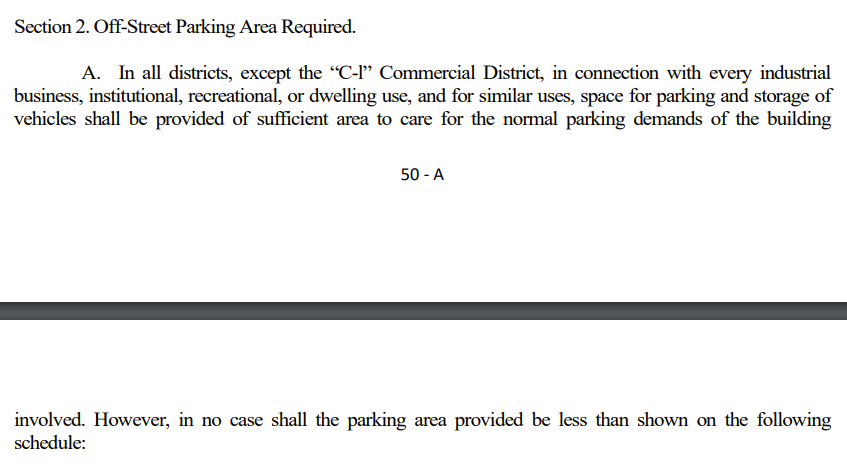 Section 2. Off-Street Parking Area Required.
A. In all districts, except the “C-l” Commercial District, in connection with every industrial
business, institutional, recreational, or dwelling use, and for similar uses, space for parking and storage of
vehicles shall be provided of sufficient area to care for the normal parking demands of the building
50 - A
involved. However, in no case shall the parking area provided be less than shown on the following
schedule: